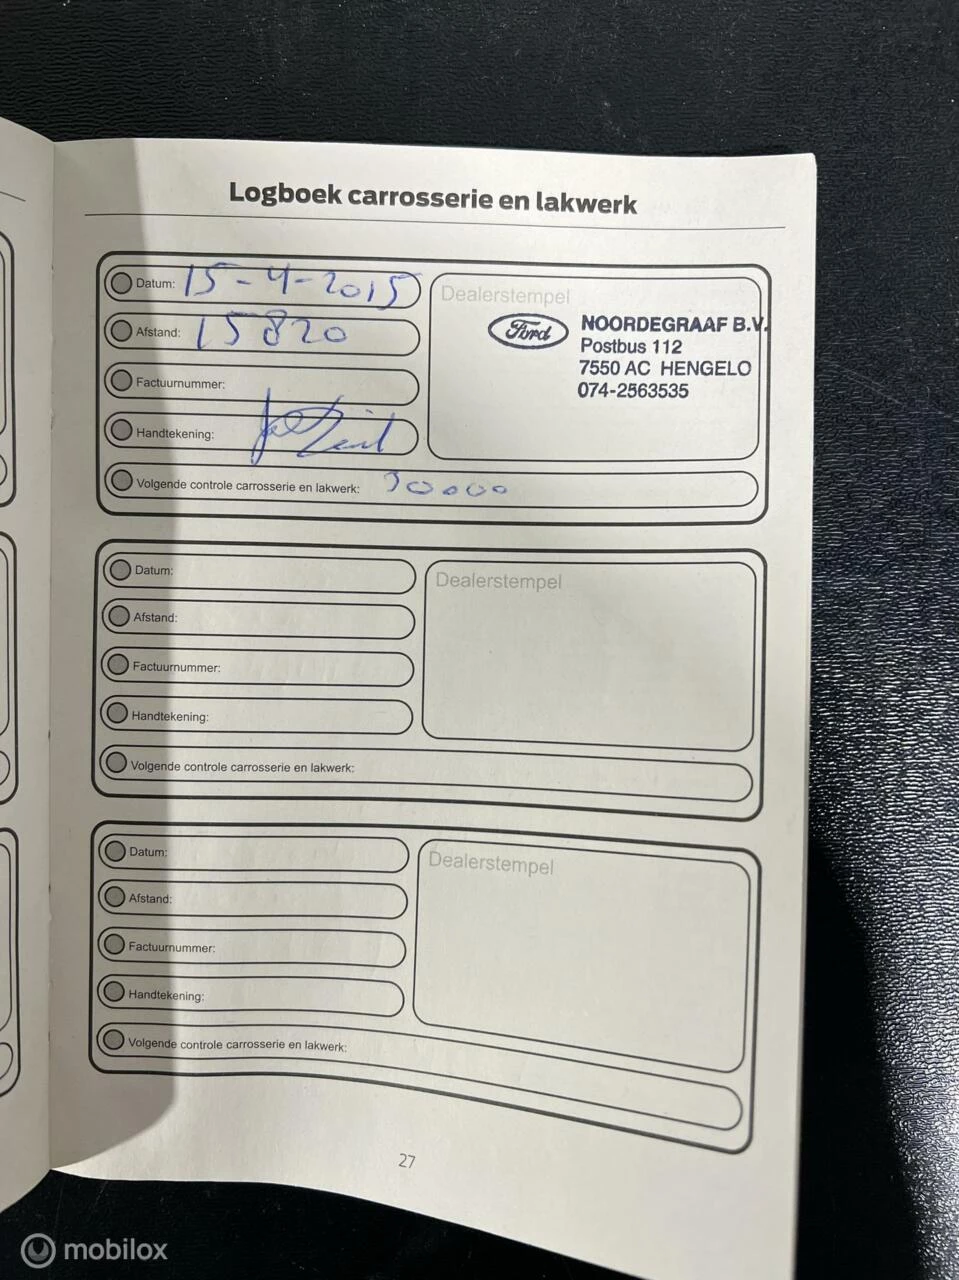 Logboek carrosserie en lakwerk
Datum: 15-4-2015
Afstand: 15820
Factuurnummer:
Handtekening:
Volgende controle carrosserie en lakwerk: 30000
Dealerstempel
Ford
NOORDEGRAAF B.V.
Postbus 112
7550 AC HENGELO
074-2563535
Datum:
Afstand:
Factuurnummer:
Handtekening:
Volgende controle carrosserie en lakwerk:
Dealerstempel
Datum:
Afstand:
Factuurnummer:
Handtekening:
Volgende controle carrosserie en lakwerk:
Dealerstempel
27
mobilox